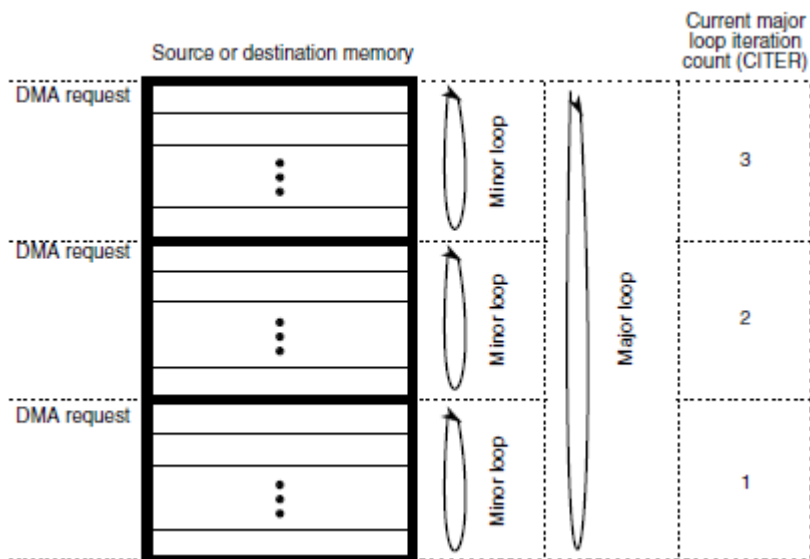 Current major
loop iteration
count (CITER)
Source or destination memory
DMA request
Minor loop
3
DMA request
Minor loop
Major loop
2
DMA request
Minor loop
1